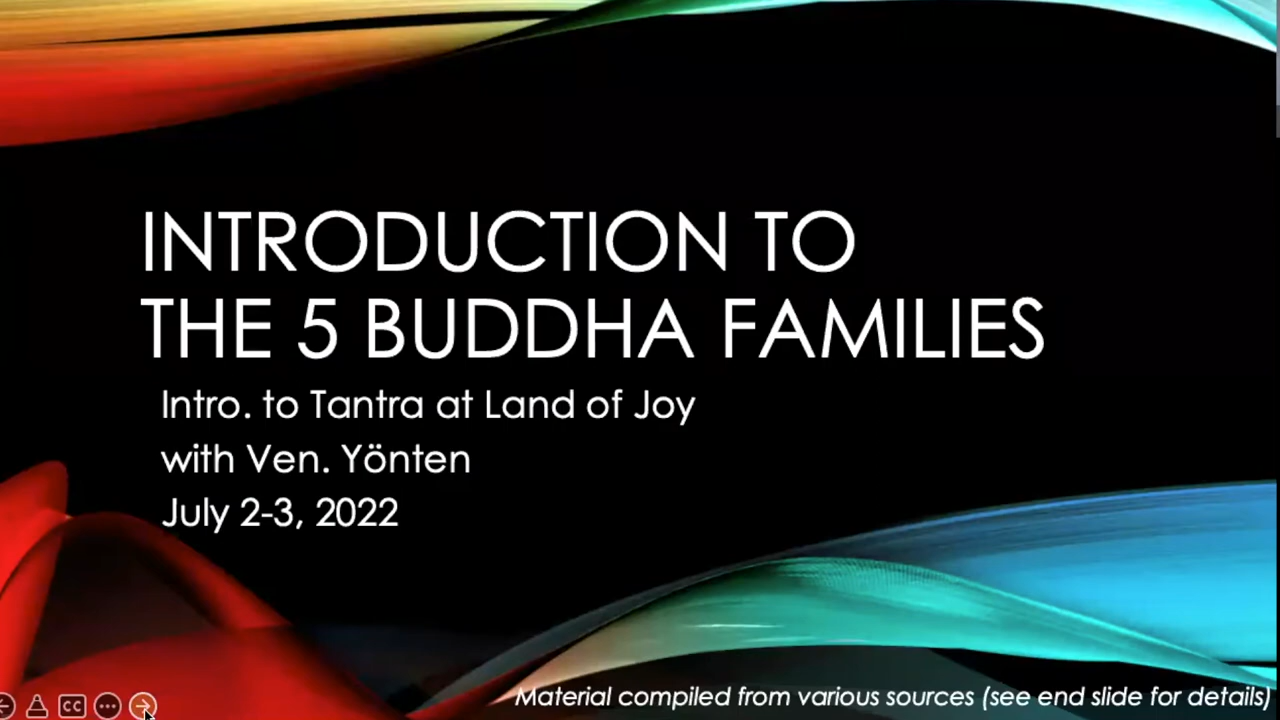 INTRODUCTION TO
THE 5 BUDDHA FAMILIES
Intro. to Tantra at Land of Joy
with Ven. Yönten
July 2-3, 2022
CC
Material compiled from various sources (see end slide for details)